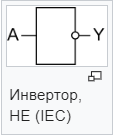 A Y
Инвертор,
НЕ (IEC)